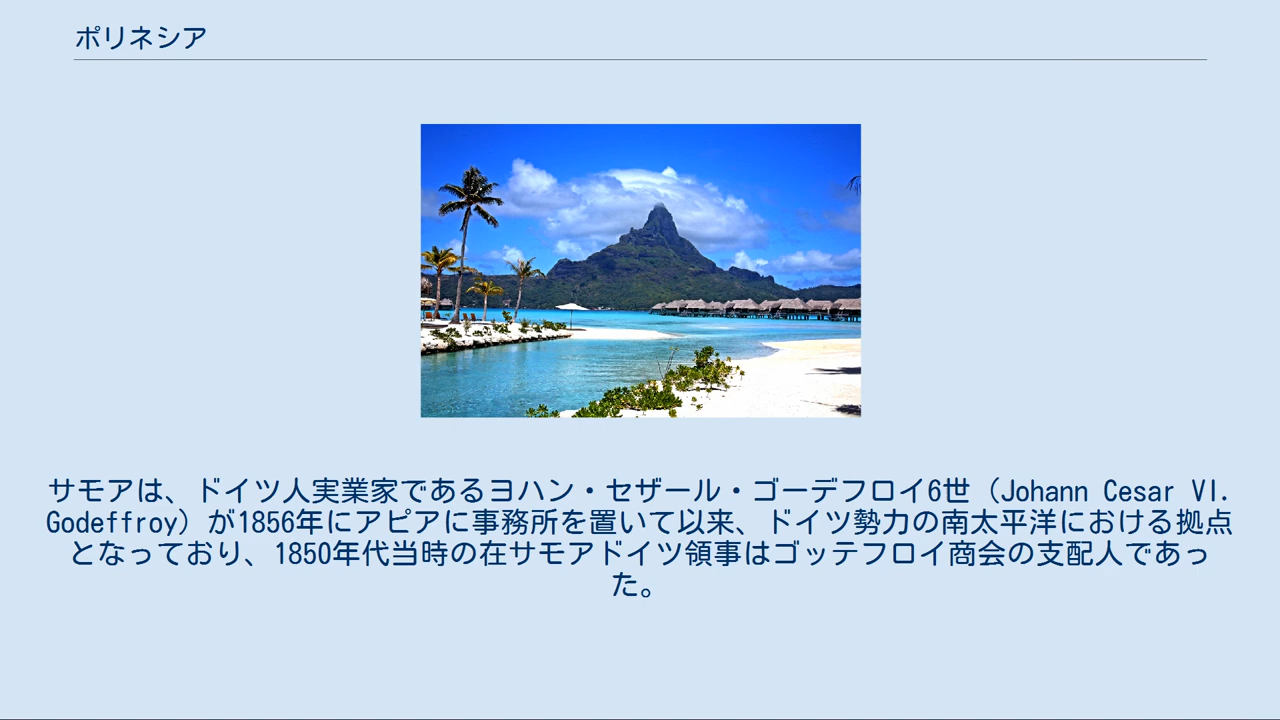 ポリネシア
サモアは、ドイツ人実業家であるヨハン・セザール・ゴーデフロイ6世（Johann Cesar VI.
Godeffroy）が1856年にアピアに事務所を置いて以来、ドイツ勢力の南太平洋における拠点
となっており、1850年代当時の在サモアドイツ領事はゴッテフロイ商会の支配人であっ
た。